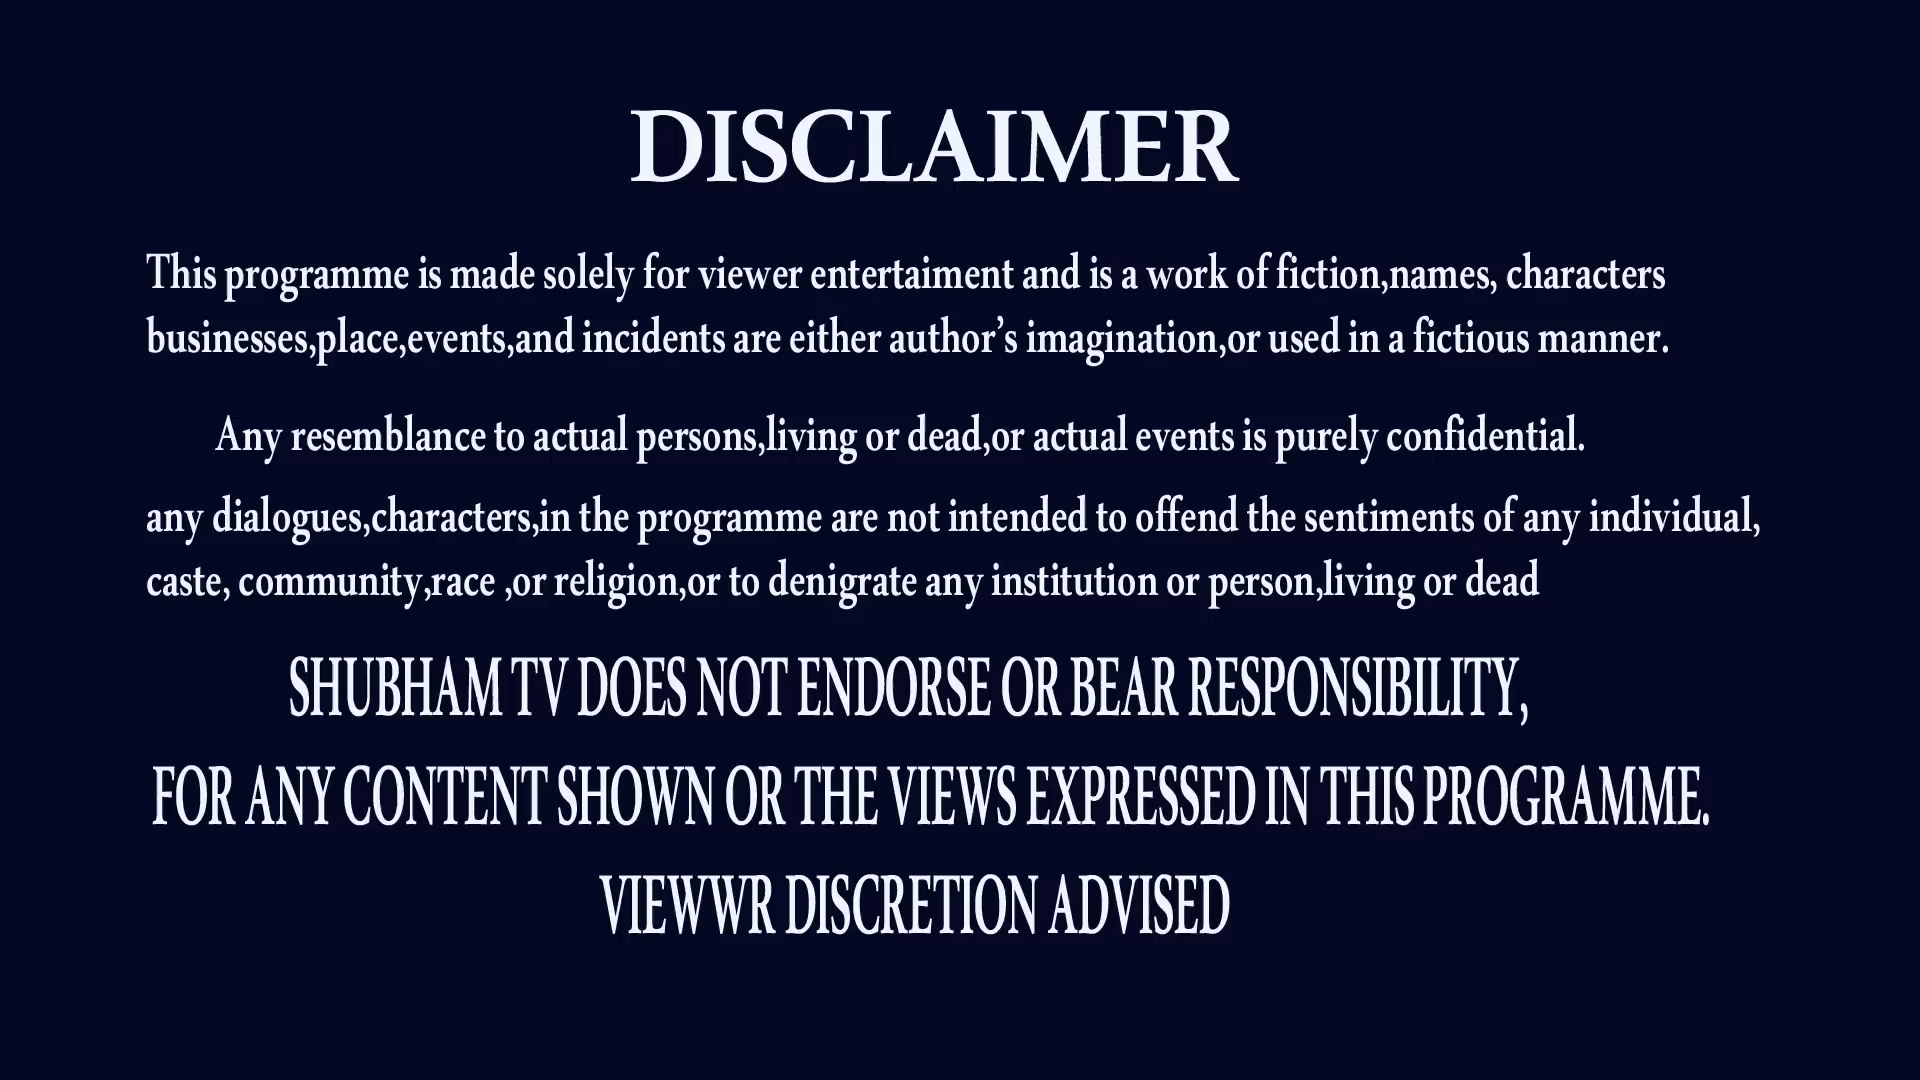 DISCLAIMER
This programme is made solely for viewer entertaiment and is a work of fiction,names, characters
businesses,place,events,and incidents are either author’s imagination,or used in a fictious manner.
Any resemblance to actual persons,living or dead,or actual events is purely confidential.
any dialogues,characters,in the programme are not intended to offend the sentiments of any individual,
caste, community,race ,or religion,or to denigrate any institution or person,living or dead
SHUBHAM TV DOES NOT ENDORSE OR BEAR RESPONSIBILITY,
FOR ANY CONTENT SHOWN OR THE VIEWS EXPRESSED IN THIS PROGRAMME.
VIEWWR DISCRETION ADVISED